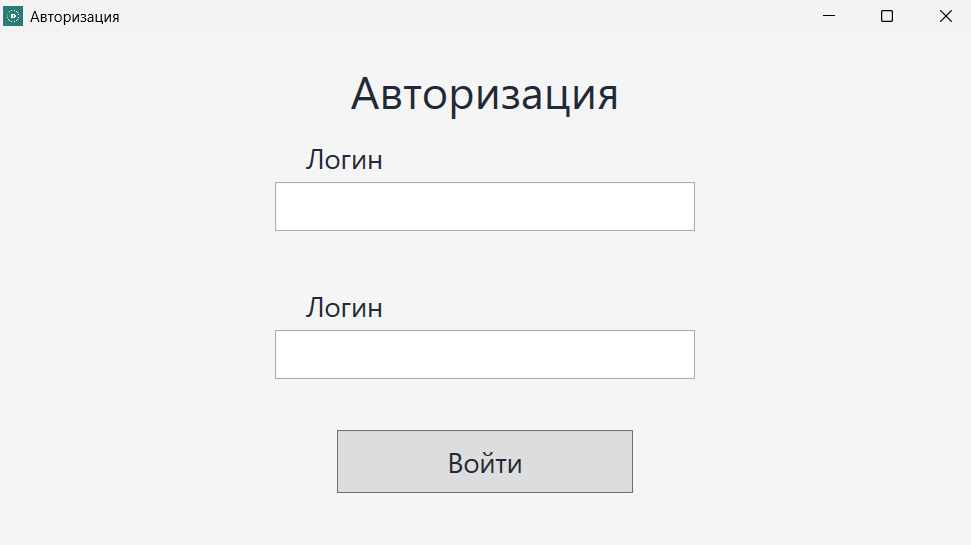 Авторизация
Авторизация
Логин
Логин
Войти